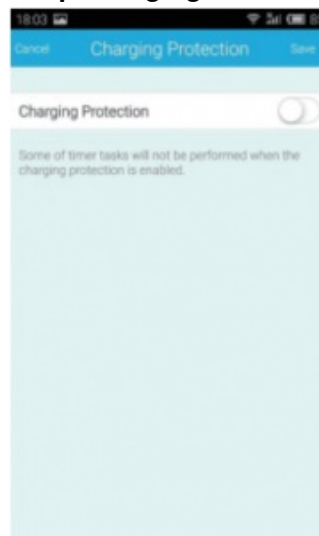 18:03
Cancel Charging Protection Save
Charging Protection
Some of timer tasks will not be performed when the
charging protection is enabled.